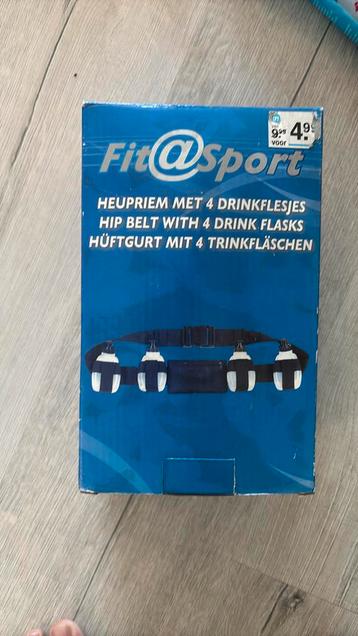 9.99 4.99
voor
Fit@Sport
HEUPRIEM MET 4 DRINKFLESJES
HIP BELT WITH 4 DRINK FLASKS
HÜFTGURT MIT 4 TRINKFLÄSCHEN